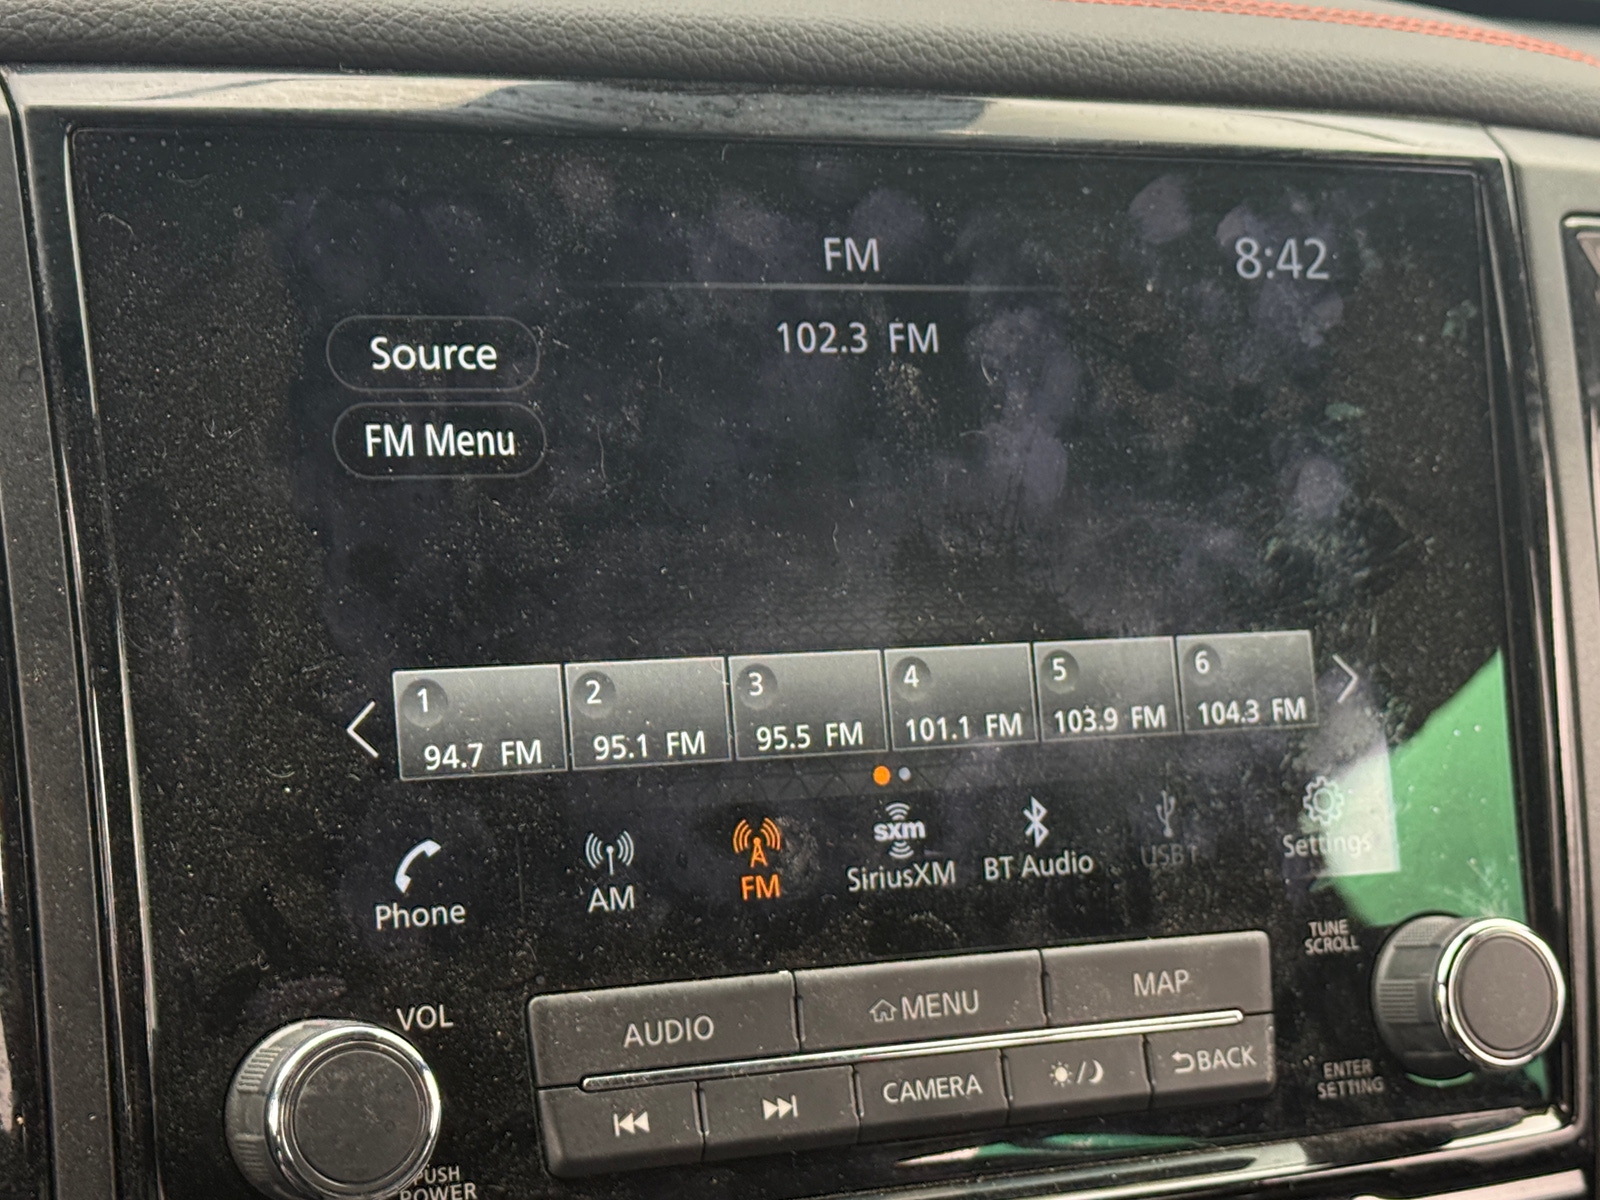 FM
8:42
102.3 FM
Source
FM Menu
1
94.7 FM
2
95.1 FM
3
95.5 FM
4
101.1 FM
5
103.9 FM
6
104.3 FM
Phone
AM
FM
sxm
SiriusXM
BT Audio
Settings
TUNE
SCROLL
VOL
AUDIO
MENU
MAP
CAMERA
BACK
ENTER
SETTING
PUSH
POWER